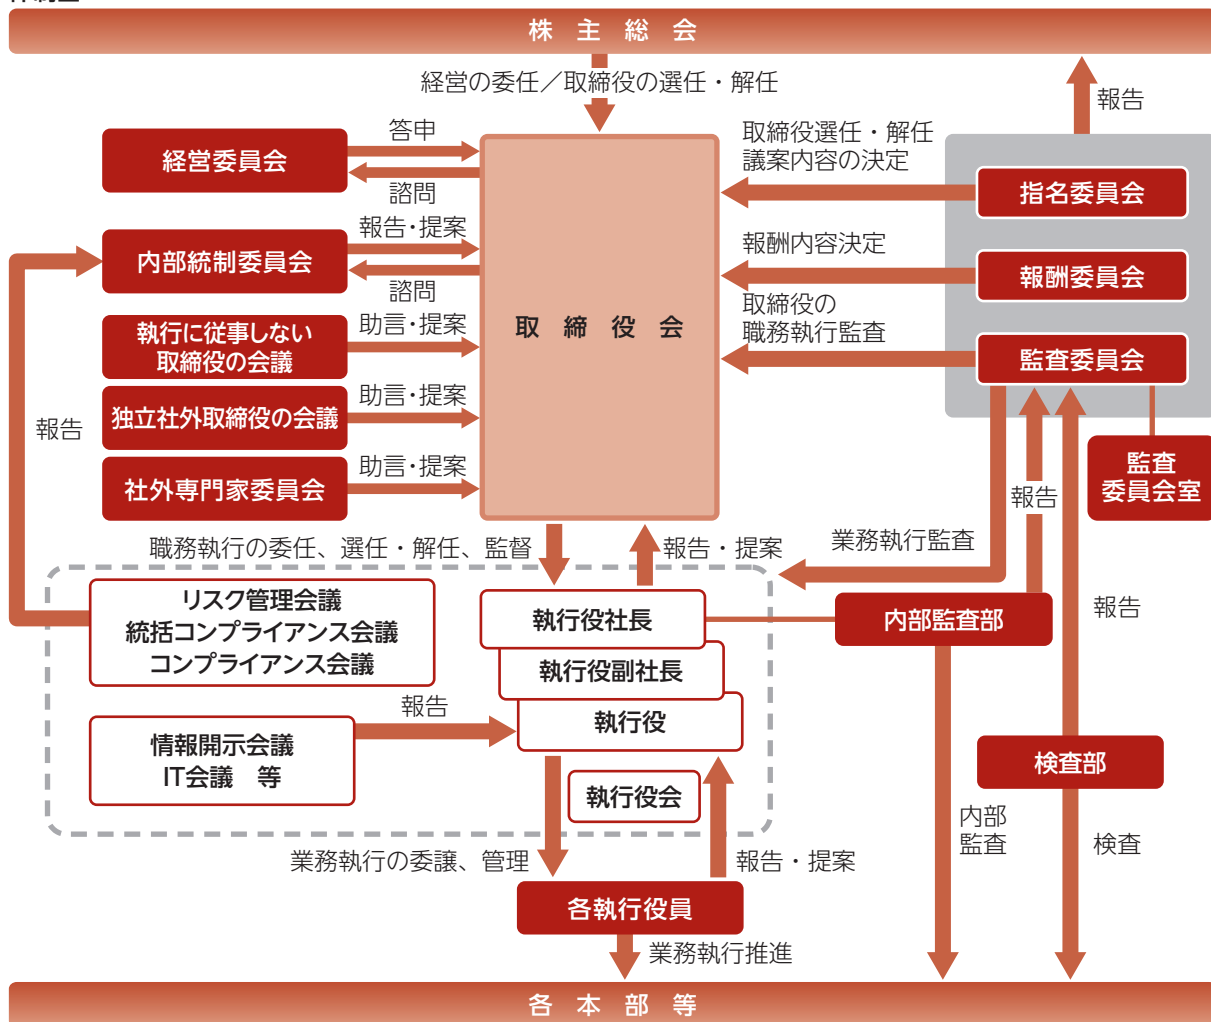 株主総会
経営の委任／取締役の選任・解任
報告
経営委員会
答申
諮問
取締役選任・解任
議案内容の決定
指名委員会
内部統制委員会
報告・提案
諮問
報酬内容決定
報酬委員会
取締役会
執行に従事しない
取締役の会議
助言・提案
取締役の
職務執行監査
監査委員会
独立社外取締役の会議
助言・提案
報告
社外専門家委員会
助言・提案
監査
委員会室
報告
職務執行の委任、選任・解任、監督
報告・提案
業務執行監査
リスク管理会議
統括コンプライアンス会議
コンプライアンス会議
執行役社長
執行役副社長
執行役
内部監査部
報告
情報開示会議
IT会議　等
報告
執行役会
検査部
内部
監査
検査
業務執行の委譲、管理
報告・提案
各執行役員
業務執行推進
各本部等